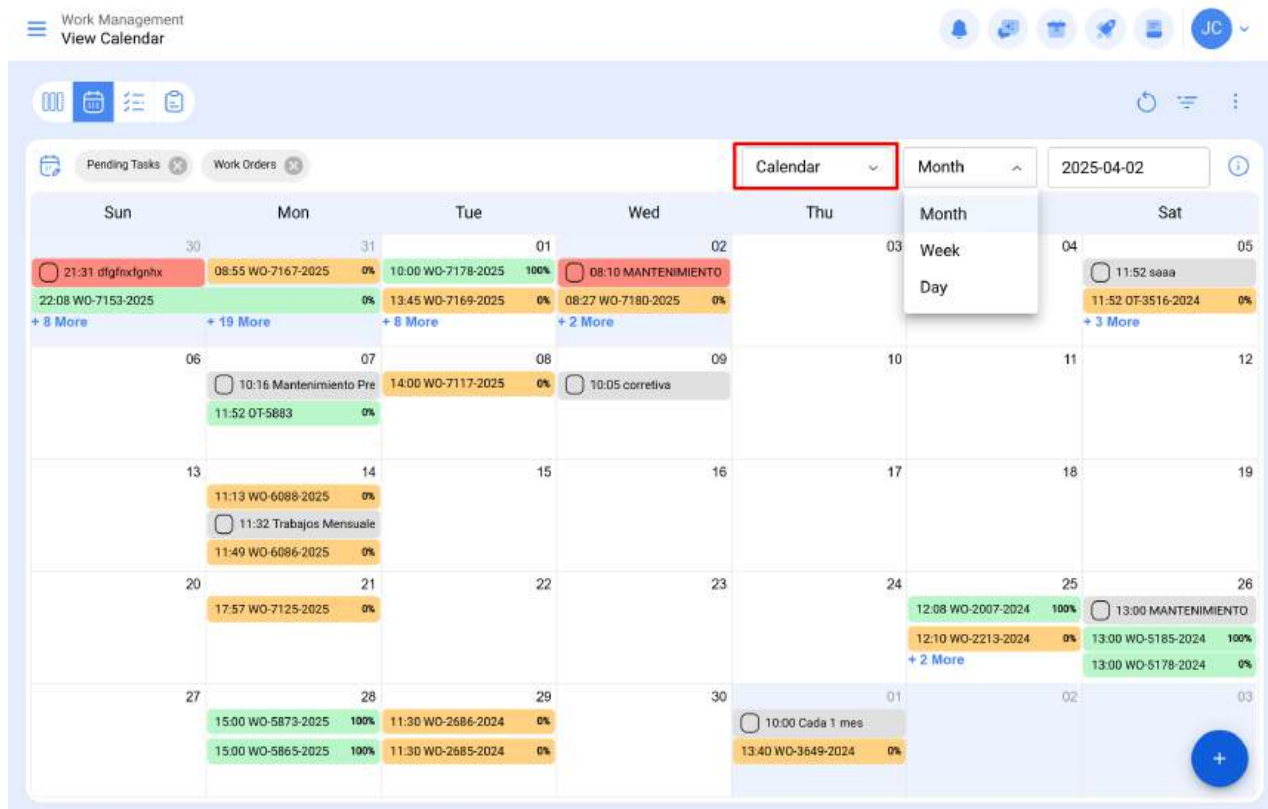 Work Management
View Calendar
JC
Pending Tasks
Work Orders
Calendar
Month
2025-04-02
Month
Week
Day
Sun Mon Tue Wed Thu Sat
30 31 01 02 03 04 05
21:31 dfgfnxfgnhx
08:55 WO-7167-2025 0%
10:00 WO-7178-2025 100%
08:10 MANTENIMIENTO
11:52 saaa
22:08 WO-7153-2025 0%
13:45 WO-7169-2025 0%
08:27 WO-7180-2025 0%
11:52 OT-3516-2024 0%
+ 8 More
+ 19 More
+ 8 More
+ 2 More
+ 3 More
06 07 08 09 10 11 12
10:16 Mantenimiento Pre
14:00 WO-7117-2025 0%
10:05 corretiva
11:52 OT-5883 0%
13 14 15 16 17 18 19
11:13 WO-6088-2025 0%
11:32 Trabajos Mensuale
11:49 WO-6086-2025 0%
20 21 22 23 24 25 26
17:57 WO-7125-2025 0%
12:08 WO-2007-2024 100%
13:00 MANTENIMIENTO
12:10 WO-2213-2024 0%
13:00 WO-5185-2024 100%
+ 2 More
13:00 WO-5178-2024 0%
27 28 29 30 01 02 03
15:00 WO-5873-2025 100%
11:30 WO-2686-2024 0%
10:00 Cada 1 mes
15:00 WO-5865-2025 100%
11:30 WO-2685-2024 0%
13:40 WO-3649-2024 0%